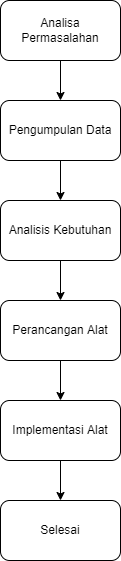 Analisa
Permasalahan
Pengumpulan Data
Analisis Kebutuhan
Perancangan Alat
Implementasi Alat
Selesai